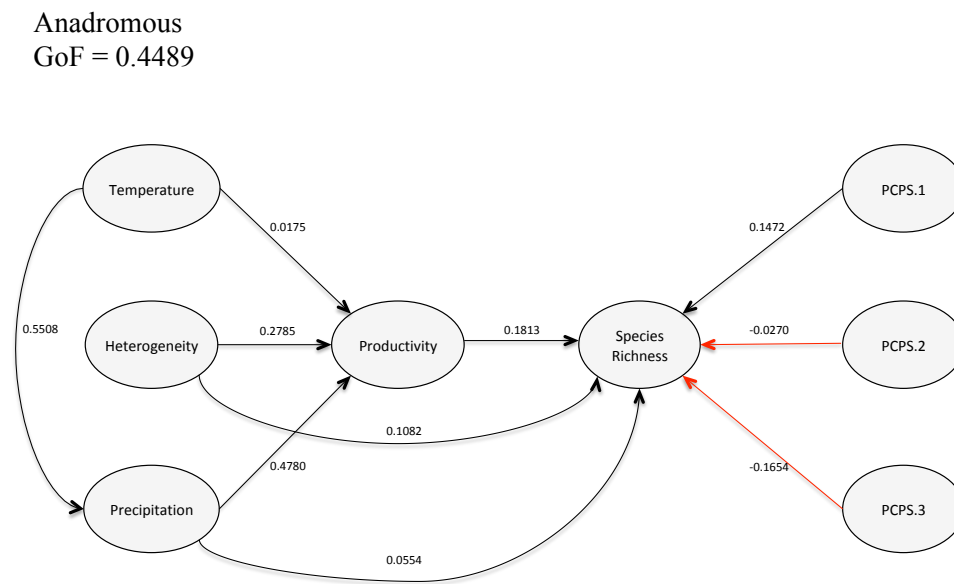 Anadromous
GoF = 0.4489
Temperature
PCPS.1
0.0175
0.1472
0.5508
Heterogeneity
0.2785
Productivity
0.1813
Species
Richness
-0.0270
PCPS.2
0.1082
0.4780
-0.1654
Precipitation
PCPS.3
0.0554